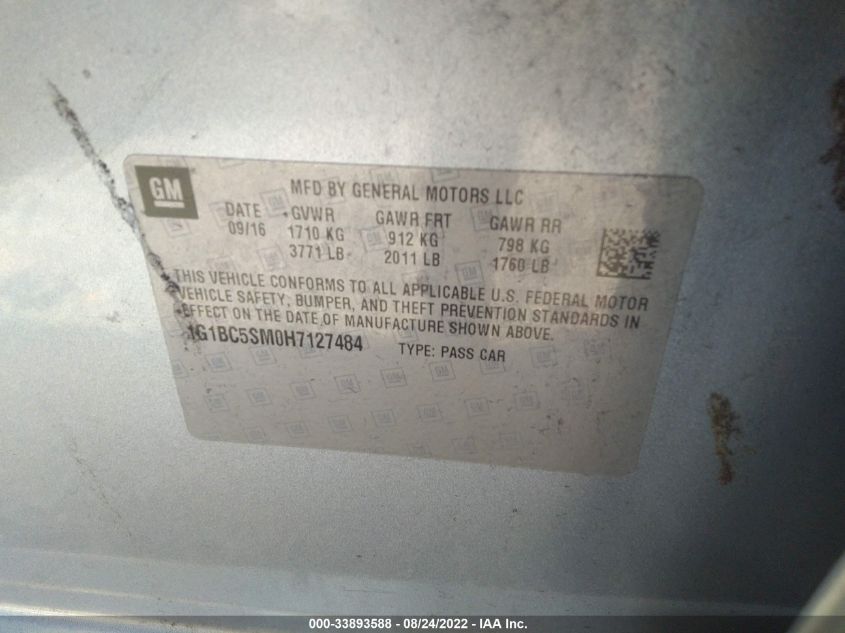 GM
MFD BY GENERAL MOTORS LLC
DATE GVWR GAWR FRT GAWR RR
09/16 1710 KG 912 KG 798 KG
3771 LB 2011 LB 1760 LB
THIS VEHICLE CONFORMS TO ALL APPLICABLE U.S. FEDERAL MOTOR
VEHICLE SAFETY, BUMPER, AND THEFT PREVENTION STANDARDS IN
EFFECT ON THE DATE OF MANUFACTURE SHOWN ABOVE.
1G1BC5SM0H7127484 TYPE: PASS CAR
000-33893588 - 08/24/2022 - IAA Inc.